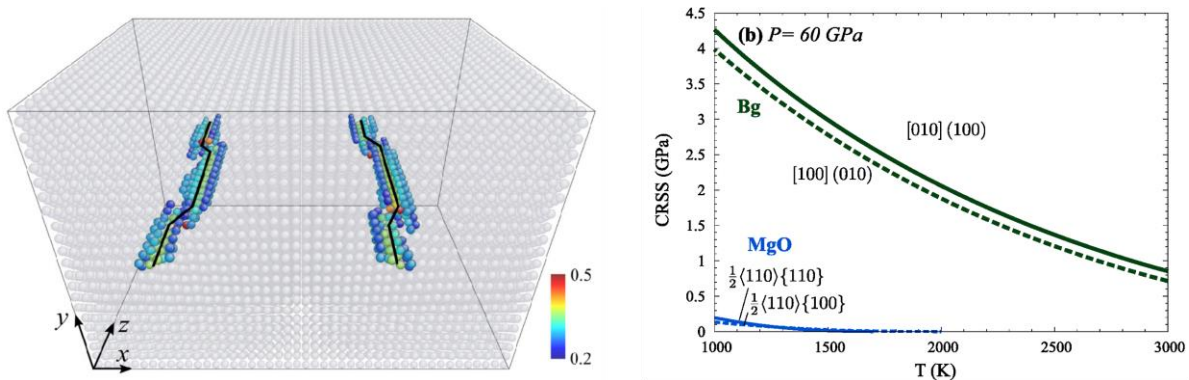 0.5
0.2
y
z
x
(b) P= 60 GPa
4.5
4
3.5
3
2.5
2
1.5
1
0.5
0
CRSS (GPa)
Bg
[010] (100)
[100] (010)
MgO
½⟨110⟩{110}
½⟨110⟩{100}
1000 1500 2000 2500 3000
T (K)